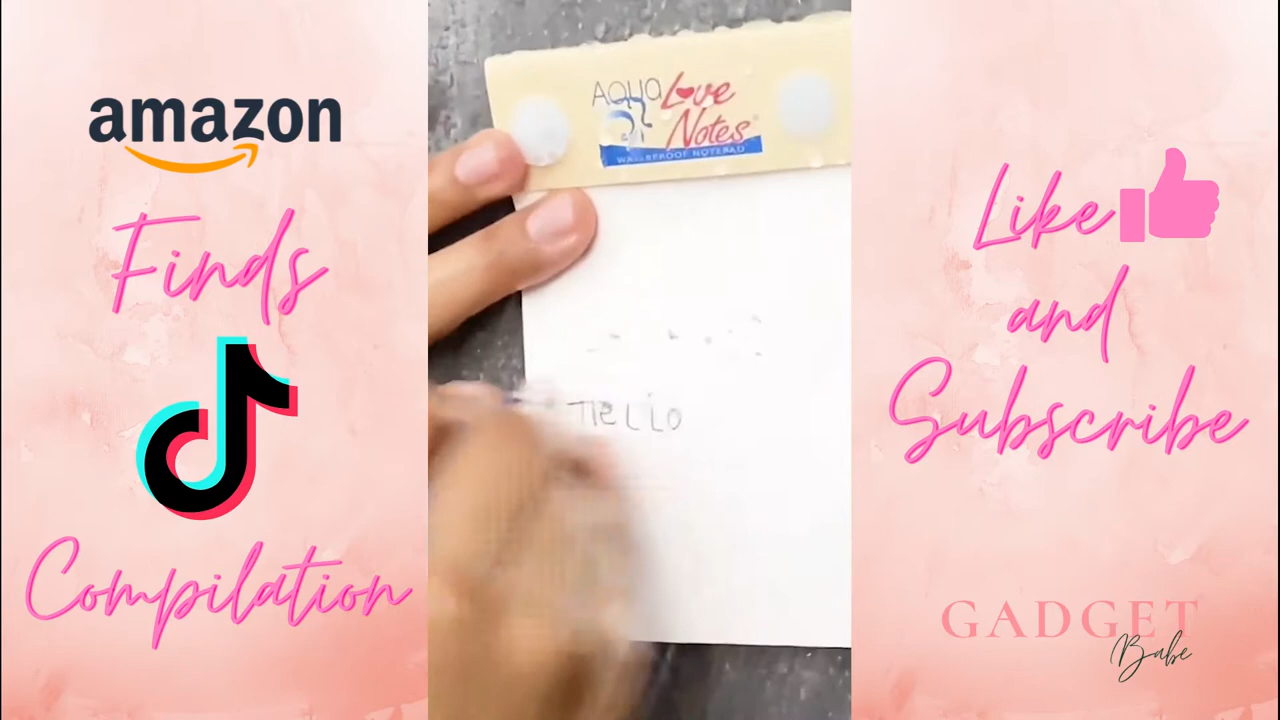 amazon
Finds
Compilation
AQUA Love
Notes
WATERPROOF NOTEPAD
HELLO
Like
and
Subscribe
GADGET
Babe